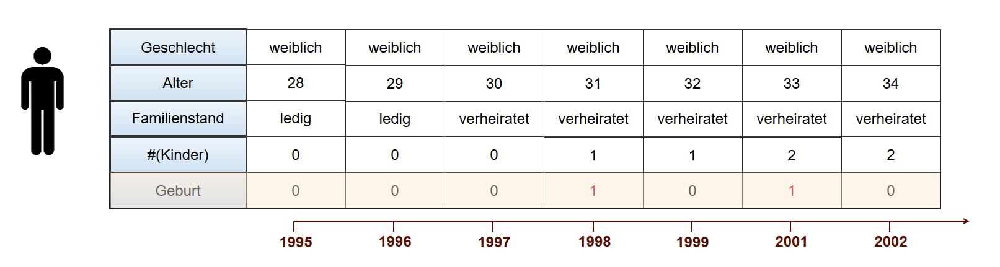 Geschlecht weiblich weiblich weiblich weiblich weiblich weiblich weiblich
Alter 28 29 30 31 32 33 34
Familienstand ledig ledig verheiratet verheiratet verheiratet verheiratet verheiratet
#(Kinder) 0 0 0 1 1 2 2
Geburt 0 0 0 1 0 1 0
1995 1996 1997 1998 1999 2001 2002